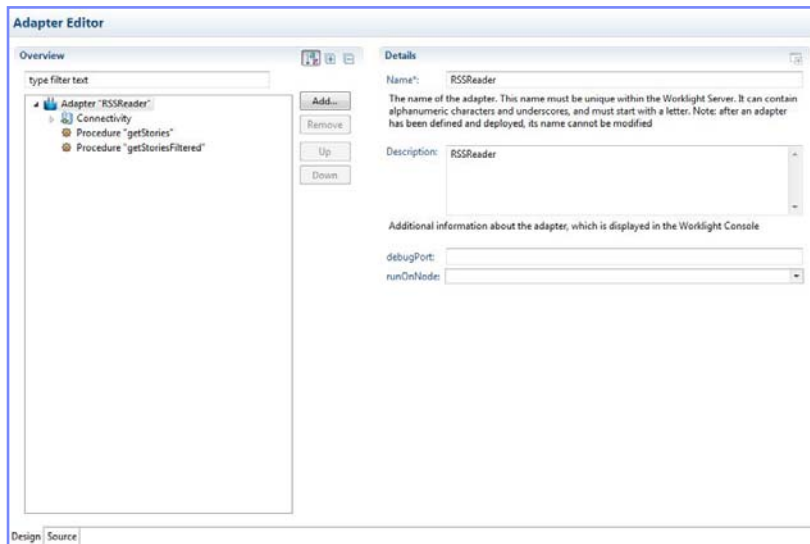 Adapter Editor
Overview
type filter text
Adapter "RSSReader"
Connectivity
Procedure "getStories"
Procedure "getStoriesFiltered"
Add...
Remove
Up
Down
Details
Name*: RSSReader
The name of the adapter. This name must be unique within the Worklight Server. It can contain
alphanumeric characters and underscores, and must start with a letter. Note: after an adapter
has been defined and deployed, its name cannot be modified
Description: RSSReader
Additional information about the adapter, which is displayed in the Worklight Console
debugPort:
runOnNode:
Design Source